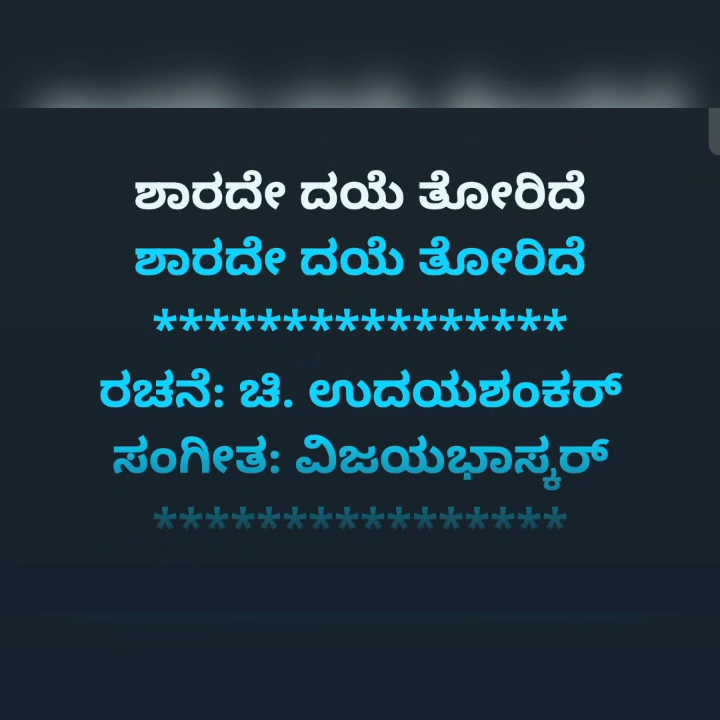 ಶಾರದೇ ದಯೆ ತೋರಿದೆ
ಶಾರದೇ ದಯೆ ತೋರಿದೆ
****************
ರಚನೆ: ಚಿ. ಉದಯಶಂಕರ್
ಸಂಗೀತ: ವಿಜಯಭಾಸ್ಕರ್
****************